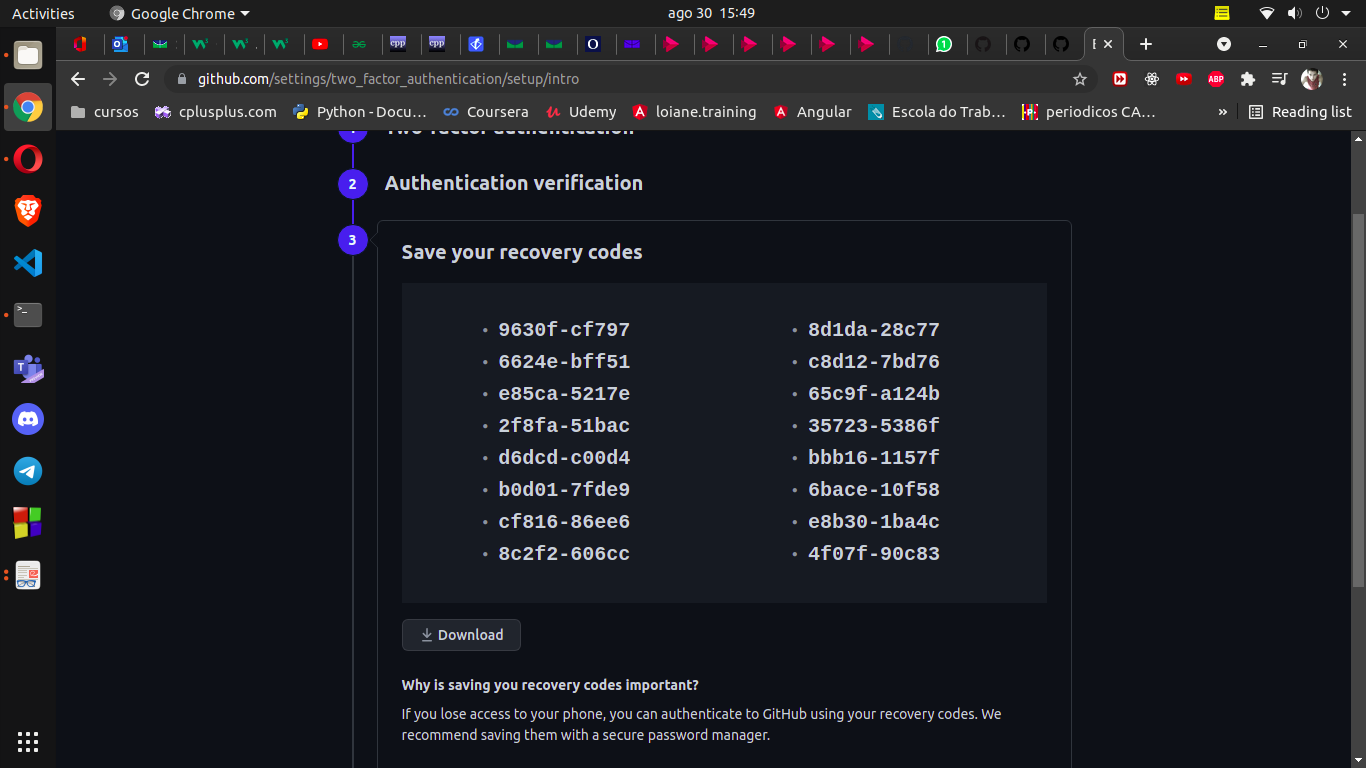 Activities
Google Chrome
ago 30 15:49
github.com/settings/two_factor_authentication/setup/intro
cursos
cplusplus.com
Python - Docu…
Coursera
Udemy
loiane.training
Angular
Escola do Trab…
periodicos CA…
»
Reading list
1 Two-factor authentication
2 Authentication verification
3
Save your recovery codes
9630f-cf797
8d1da-28c77
6624e-bff51
c8d12-7bd76
e85ca-5217e
65c9f-a124b
2f8fa-51bac
35723-5386f
d6dcd-c00d4
bbb16-1157f
b0d01-7fde9
6bace-10f58
cf816-86ee6
e8b30-1ba4c
8c2f2-606cc
4f07f-90c83
Download
Why is saving you recovery codes important?
If you lose access to your phone, you can authenticate to GitHub using your recovery codes. We
recommend saving them with a secure password manager.